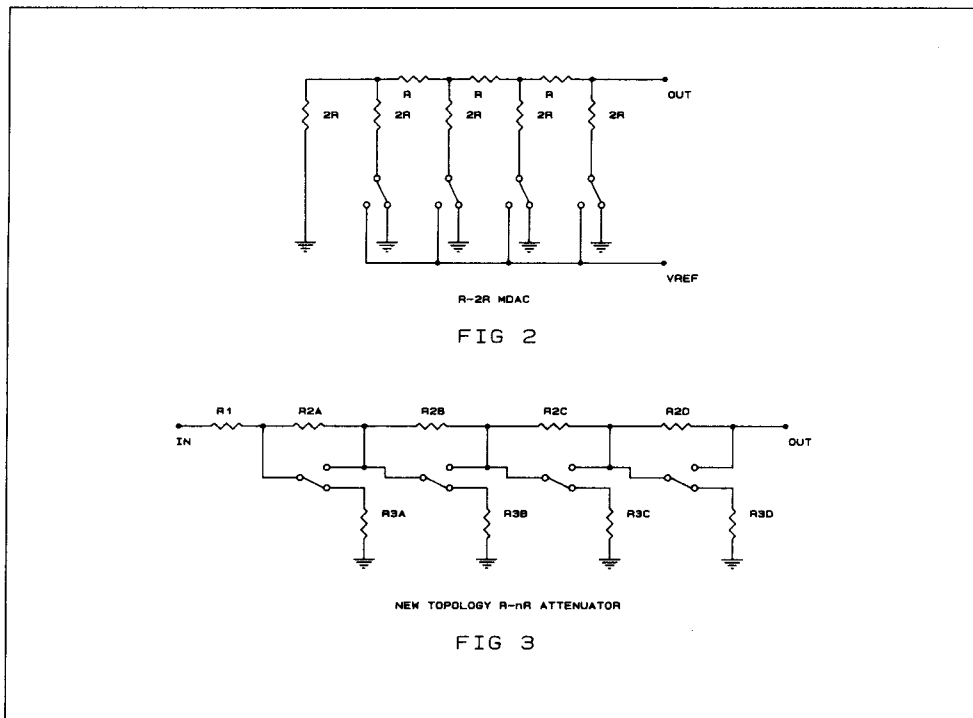 R R R OUT
2R 2R 2R 2R 2R
VREF
R-2R MDAC
FIG 2
R1 R2A R2B R2C R2D
IN OUT
R3A R3B R3C R3D
NEW TOPOLOGY R-nR ATTENUATOR
FIG 3